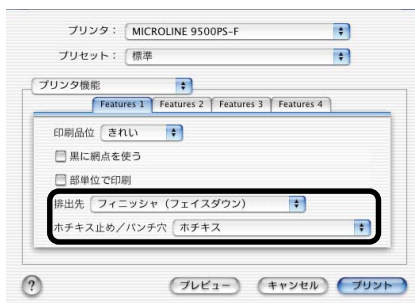 プリンタ： MICROLINE 9500PS-F
プリセット： 標準
プリンタ機能
Features 1 Features 2 Features 3 Features 4
印刷品位 きれい
黒に網点を使う
部単位で印刷
排出先 フィニッシャ（フェイスダウン）
ホチキス止め／パンチ穴 ホチキス
? プレビュー キャンセル プリント